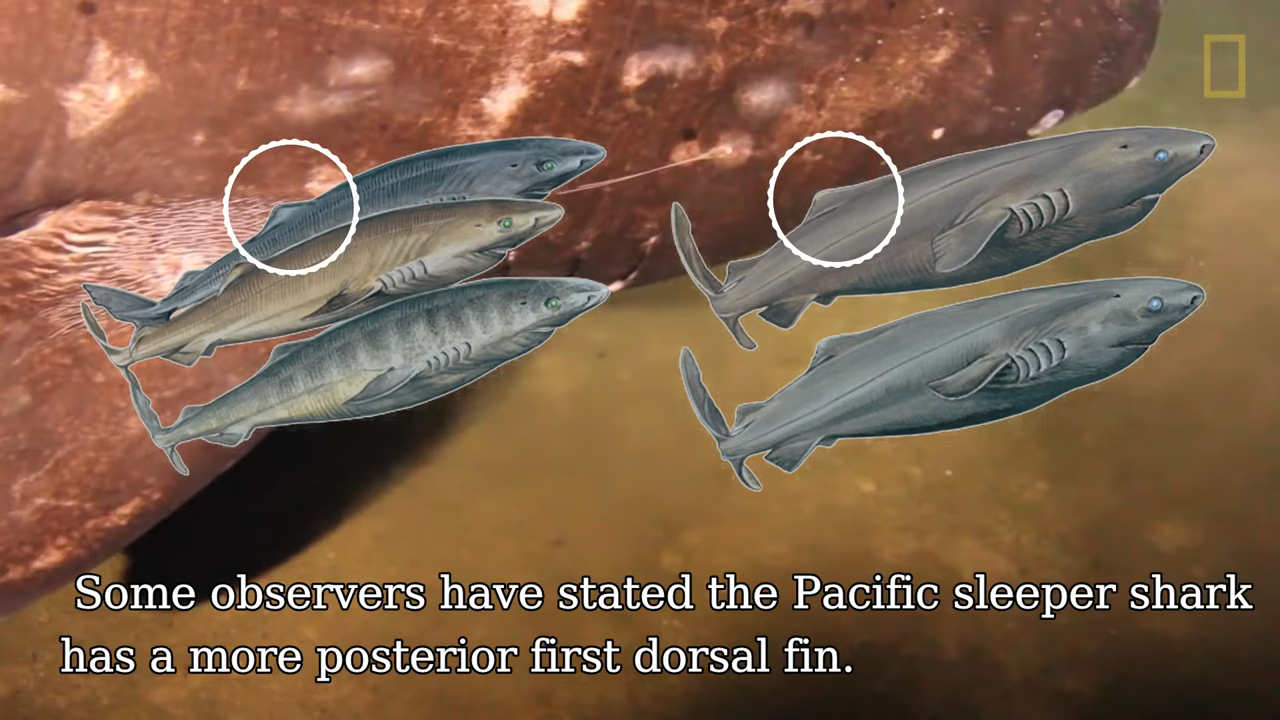 Some observers have stated the Pacific sleeper shark
has a more posterior first dorsal fin.